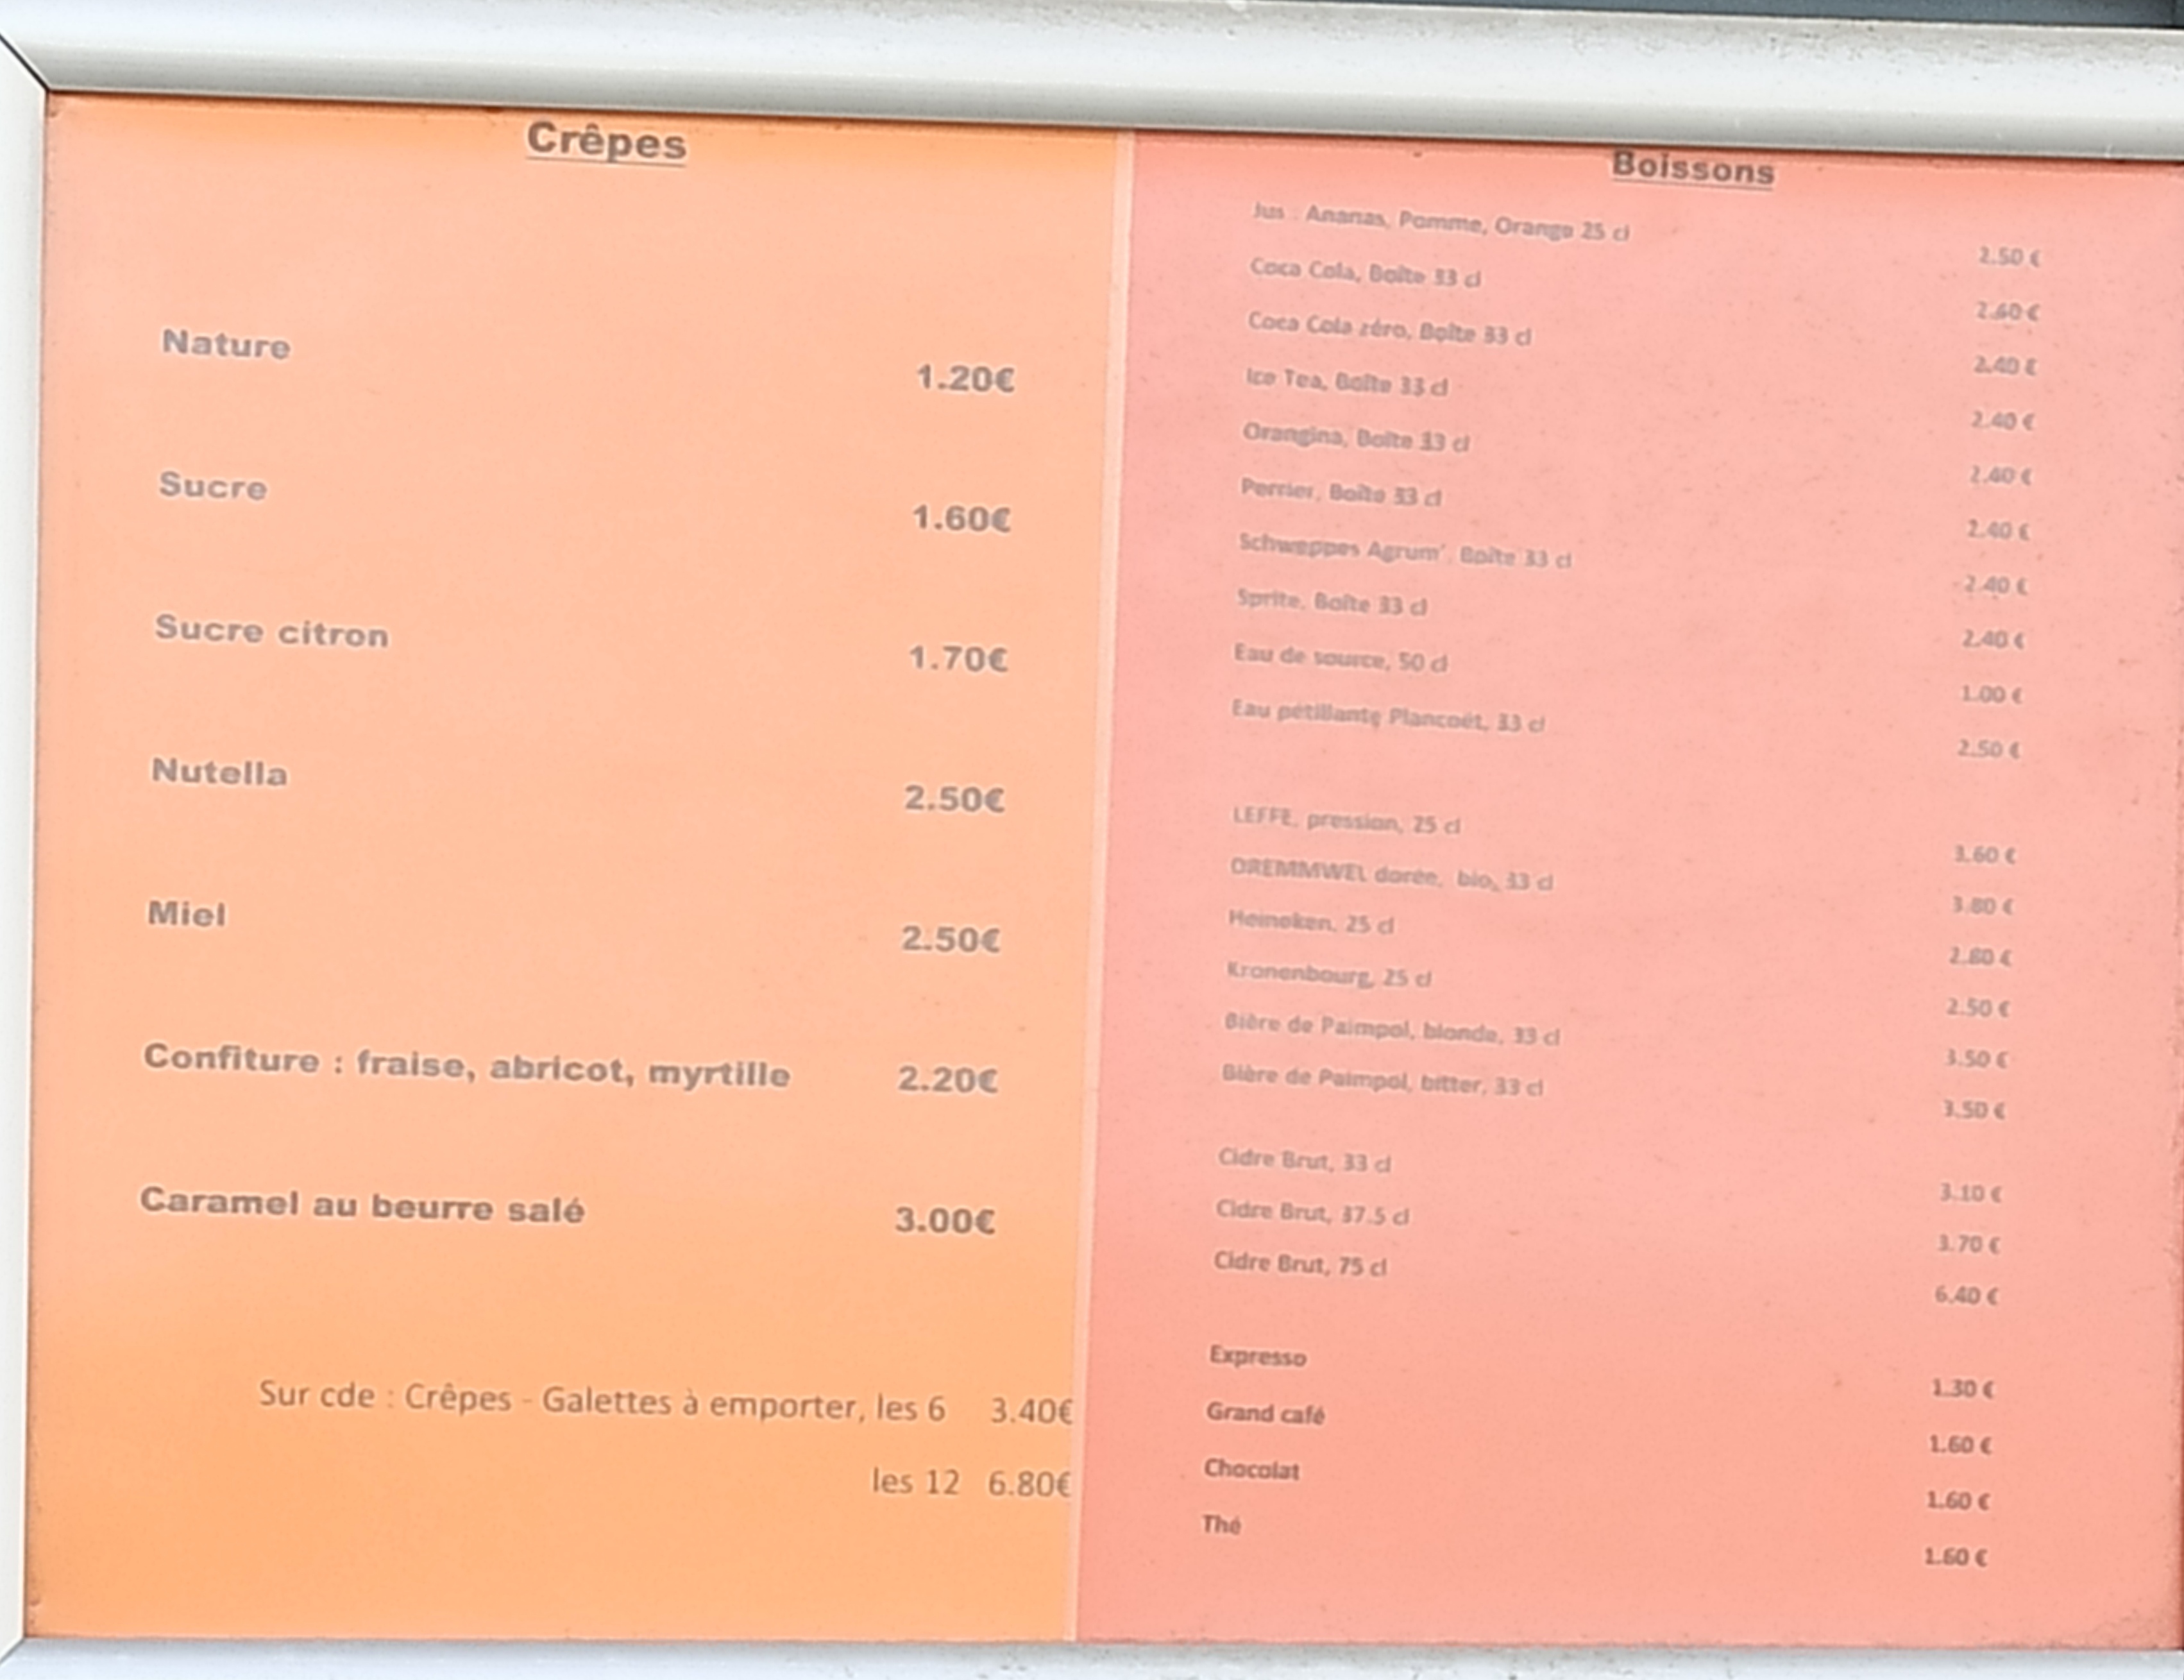 Crêpes
Nature 1.20€
Sucre 1.60€
Sucre citron 1.70€
Nutella 2.50€
Miel 2.50€
Confiture : fraise, abricot, myrtille 2.20€
Caramel au beurre salé 3.00€
Sur cde : Crêpes - Galettes à emporter, les 6 3.40€
les 12 6.80€
Boissons
Jus : Ananas, Pomme, Orange 25 cl 2.50 €
Coca Cola, Boîte 33 cl
Coca Cola zéro, Boîte 33 cl 2.40 €
Ice Tea, Boîte 33 cl 2.40 €
Orangina, Boîte 33 cl 2.40 €
Perrier, Boîte 33 cl 2.40 €
Schweppes Agrum', Boîte 33 cl 2.40 €
Sprite, Boîte 33 cl 2.40 €
Eau de source, 50 cl 1.00 €
Eau pétillante Plancoët, 33 cl 2.50 €
LEFFE, pression, 25 cl 3.60 €
DREMMWEL dorée, bio, 33 cl 3.80 €
Heineken, 25 cl
Kronenbourg, 25 cl 2.50 €
Bière de Paimpol, blonde, 33 cl 3.50 €
Bière de Paimpol, bitter, 33 cl 3.50 €
Cidre Brut, 33 cl 3.10 €
Cidre Brut, 37.5 cl 3.70 €
Cidre Brut, 75 cl 6.40 €
Expresso 1.30 €
Grand café 1.60 €
Chocolat 1.60 €
Thé 1.60 €